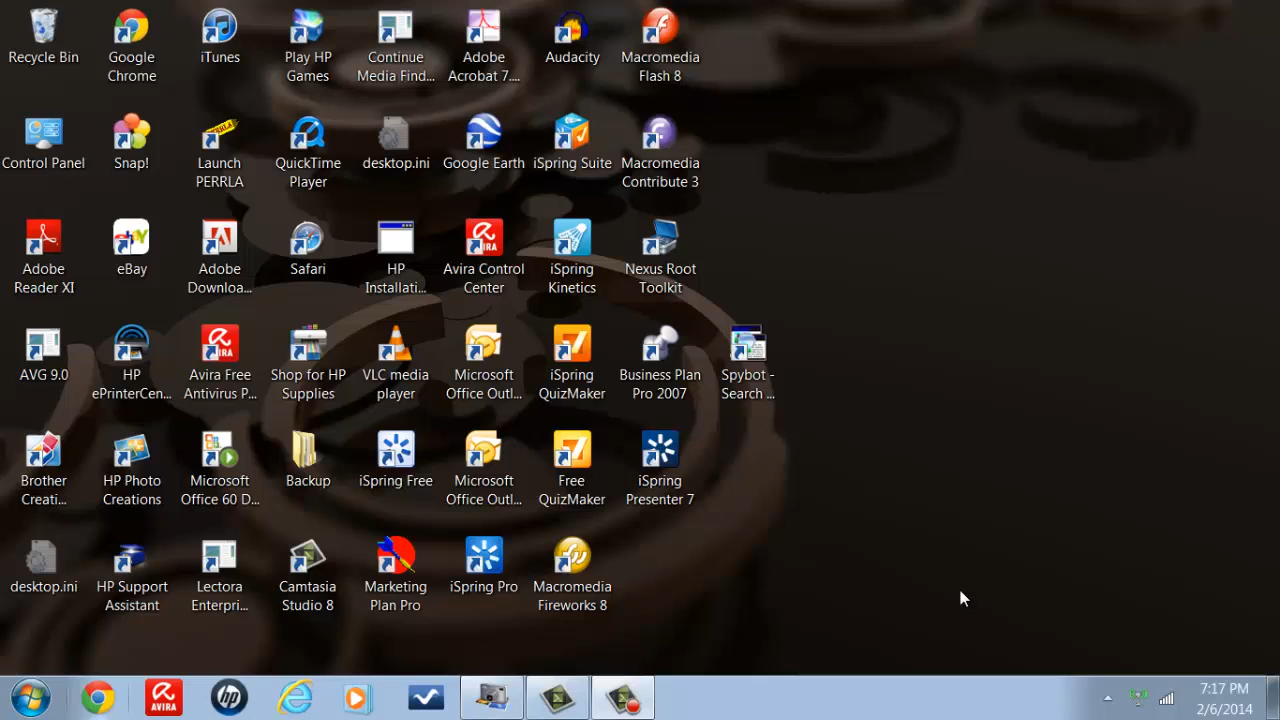 Recycle Bin
Google
Chrome
iTunes
Play HP
Games
Continue
Media Find...
Adobe
Acrobat 7....
Audacity
Macromedia
Flash 8
Control Panel
Snap!
Launch
PERRLA
QuickTime
Player
desktop.ini
Google Earth
iSpring Suite
Macromedia
Contribute 3
Adobe
Reader XI
eBay
Adobe
Downloa...
Safari
HP
Installati...
Avira Control
Center
iSpring
Kinetics
Nexus Root
Toolkit
AVG 9.0
HP
ePrinterCen...
AVIRA
Avira Free
Antivirus P...
Shop for HP
Supplies
VLC media
player
Microsoft
Office Outl...
iSpring
QuizMaker
Business Plan
Pro 2007
Spybot -
Search ...
Brother
Creati...
HP Photo
Creations
Microsoft
Office 60 D...
Backup
iSpring Free
Microsoft
Office Outl...
Free
QuizMaker
iSpring
Presenter 7
desktop.ini
HP Support
Assistant
Lectora
Enterpri...
Camtasia
Studio 8
Marketing
Plan Pro
iSpring Pro
Macromedia
Fireworks 8
AVIRA
hp
7:17 PM
2/6/2014